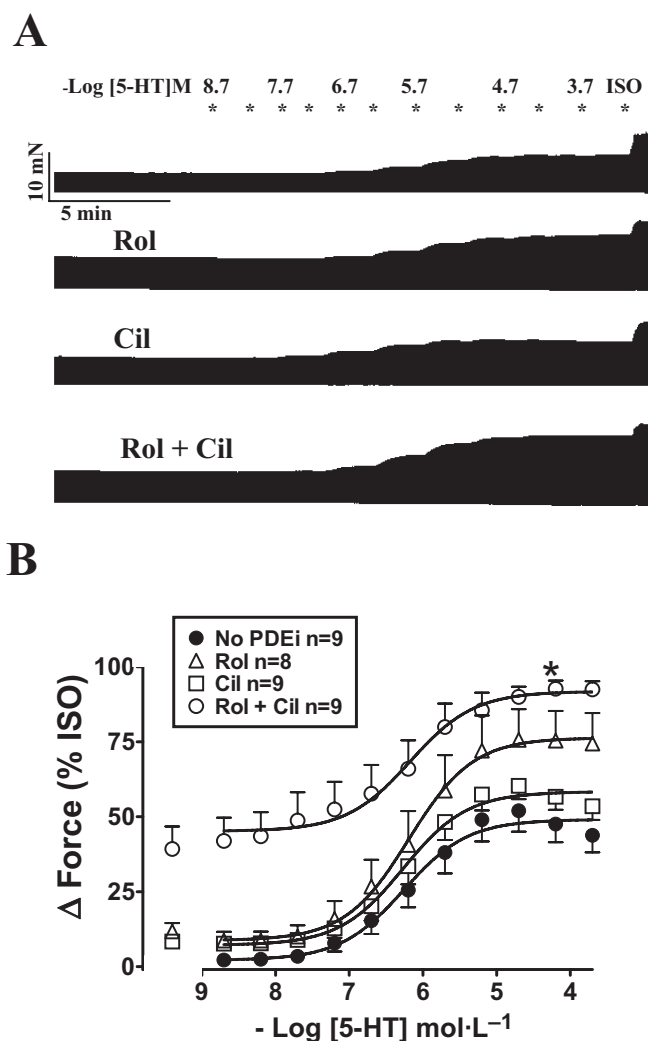 A
-Log [5-HT]M 8.7 7.7 6.7 5.7 4.7 3.7 ISO
* * * * * * * * * * * *
10 mN
5 min
Rol
Cil
Rol + Cil
B
No PDEi n=9
Rol n=8
Cil n=9
Rol + Cil n=9
*
100
75
50
25
0
Δ Force (% ISO)
9 8 7 6 5 4
- Log [5-HT] mol·L⁻¹